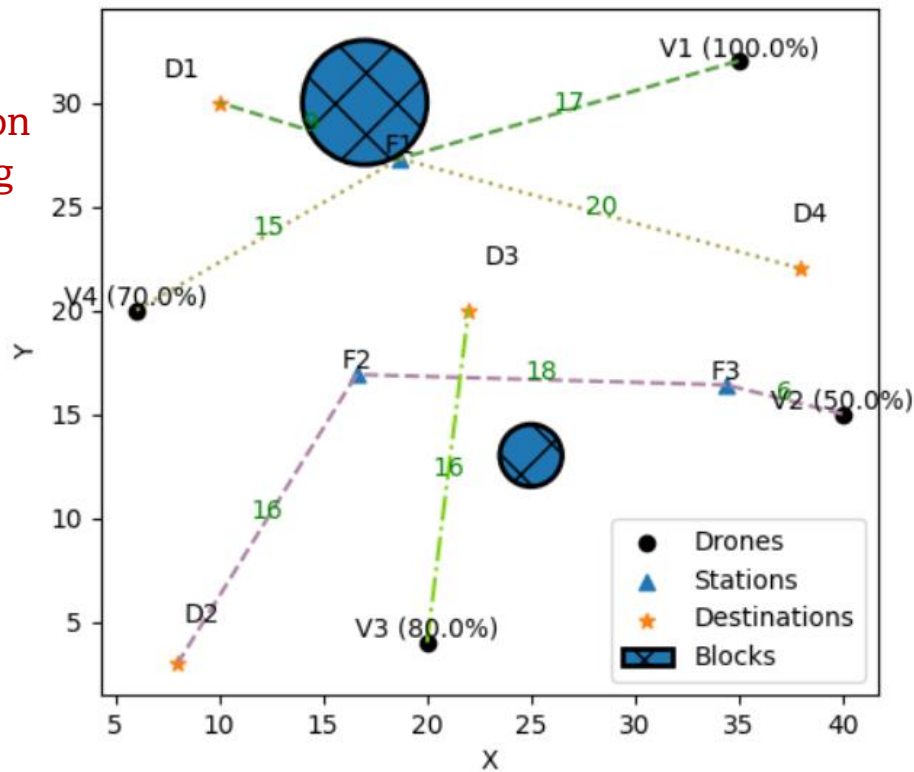 on
g
D1
V1 (100.0%)
30
9
17
F1
25
15
20
D4
D3
V4 (70.0%)
20
Y
F2
18
F3
6
V2 (50.0%)
15
16
16
10
Drones
Stations
D2
Destinations
5
V3 (80.0%)
Blocks
5 10 15 20 25 30 35 40
X